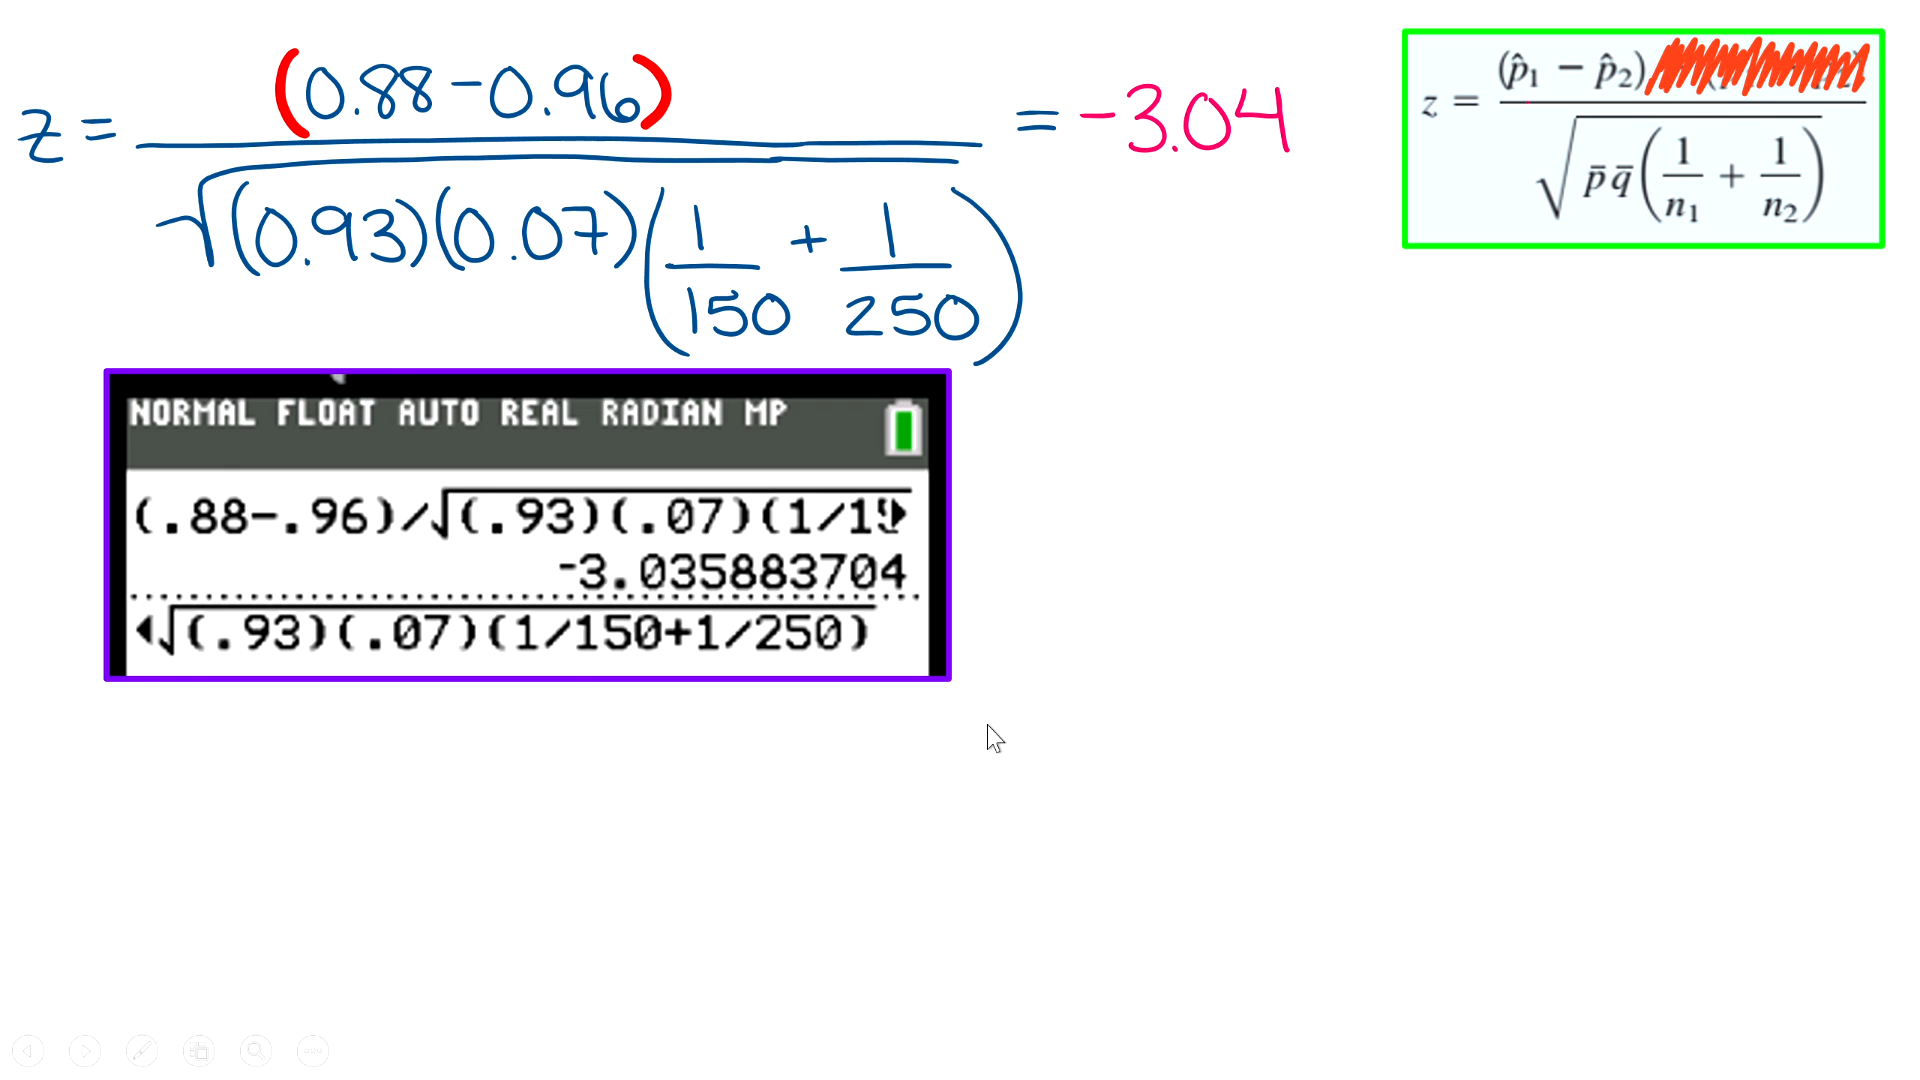 z = (0.88-0.96) / √(0.93)(0.07)(1/150 + 1/250) = -3.04
z = (p̂₁ − p̂₂) / √p̄ q̄ (1/n₁ + 1/n₂)
NORMAL FLOAT AUTO REAL RADIAN MP
(.88-.96)/√(.93)(.07)(1/15
-3.035883704
√(.93)(.07)(1/150+1/250)